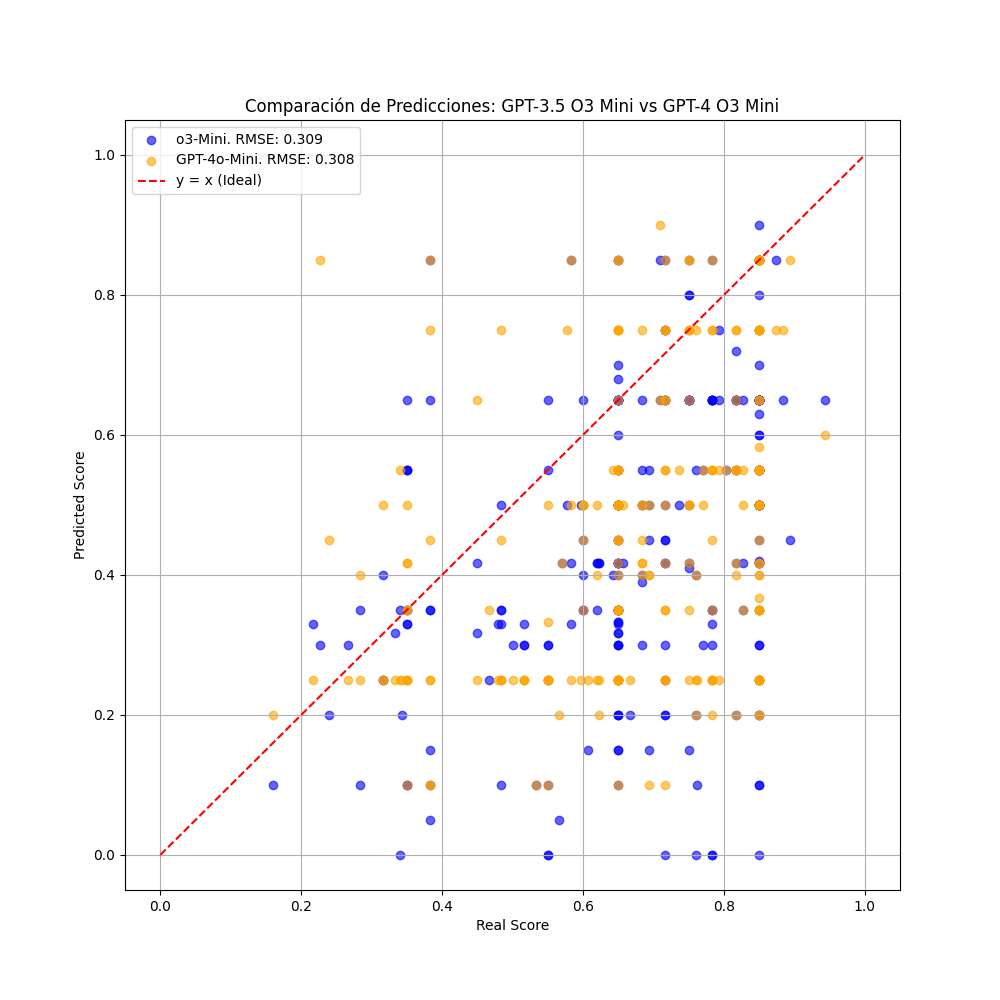 Comparación de Predicciones: GPT-3.5 O3 Mini vs GPT-4 O3 Mini
o3-Mini. RMSE: 0.309
GPT-4o-Mini. RMSE: 0.308
y = x (Ideal)
1.0
0.8
0.6
0.4
0.2
0.0
Predicted Score
0.0 0.2 0.4 0.6 0.8 1.0
Real Score